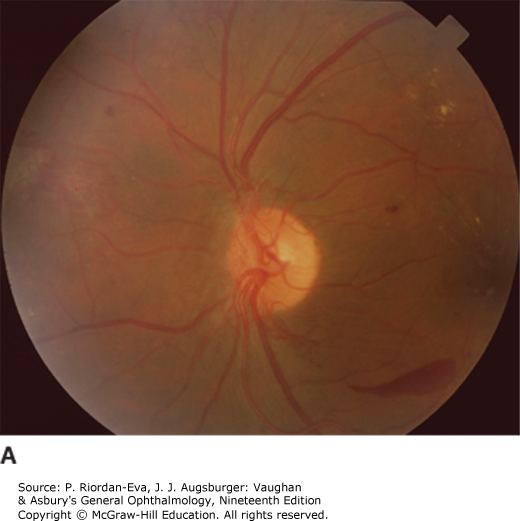 A
Source: P. Riordan-Eva, J. J. Augsburger: Vaughan
& Asbury's General Ophthalmology, Nineteenth Edition
Copyright © McGraw-Hill Education. All rights reserved.